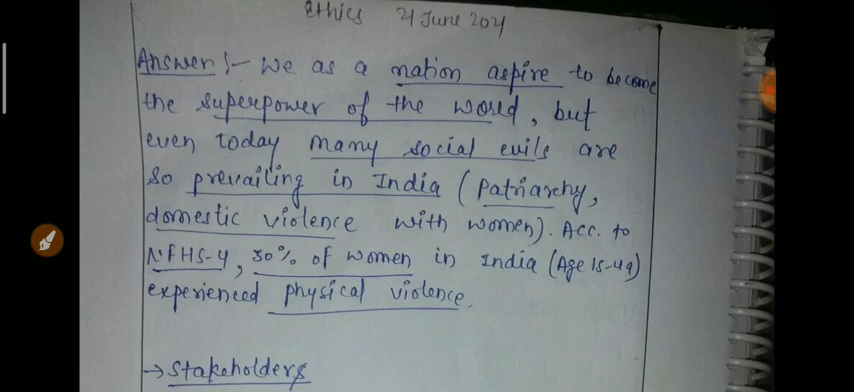 Ethics 21 June 2021
Answer :- We as a nation aspire to become
the superpower of the world, but
even today many social evils are
so prevailing in India (Patriarchy,
domestic violence with women). Acc. to
NFHS-4, 30% of women in India (Age 15-49)
experienced physical violence.
→ Stakeholders